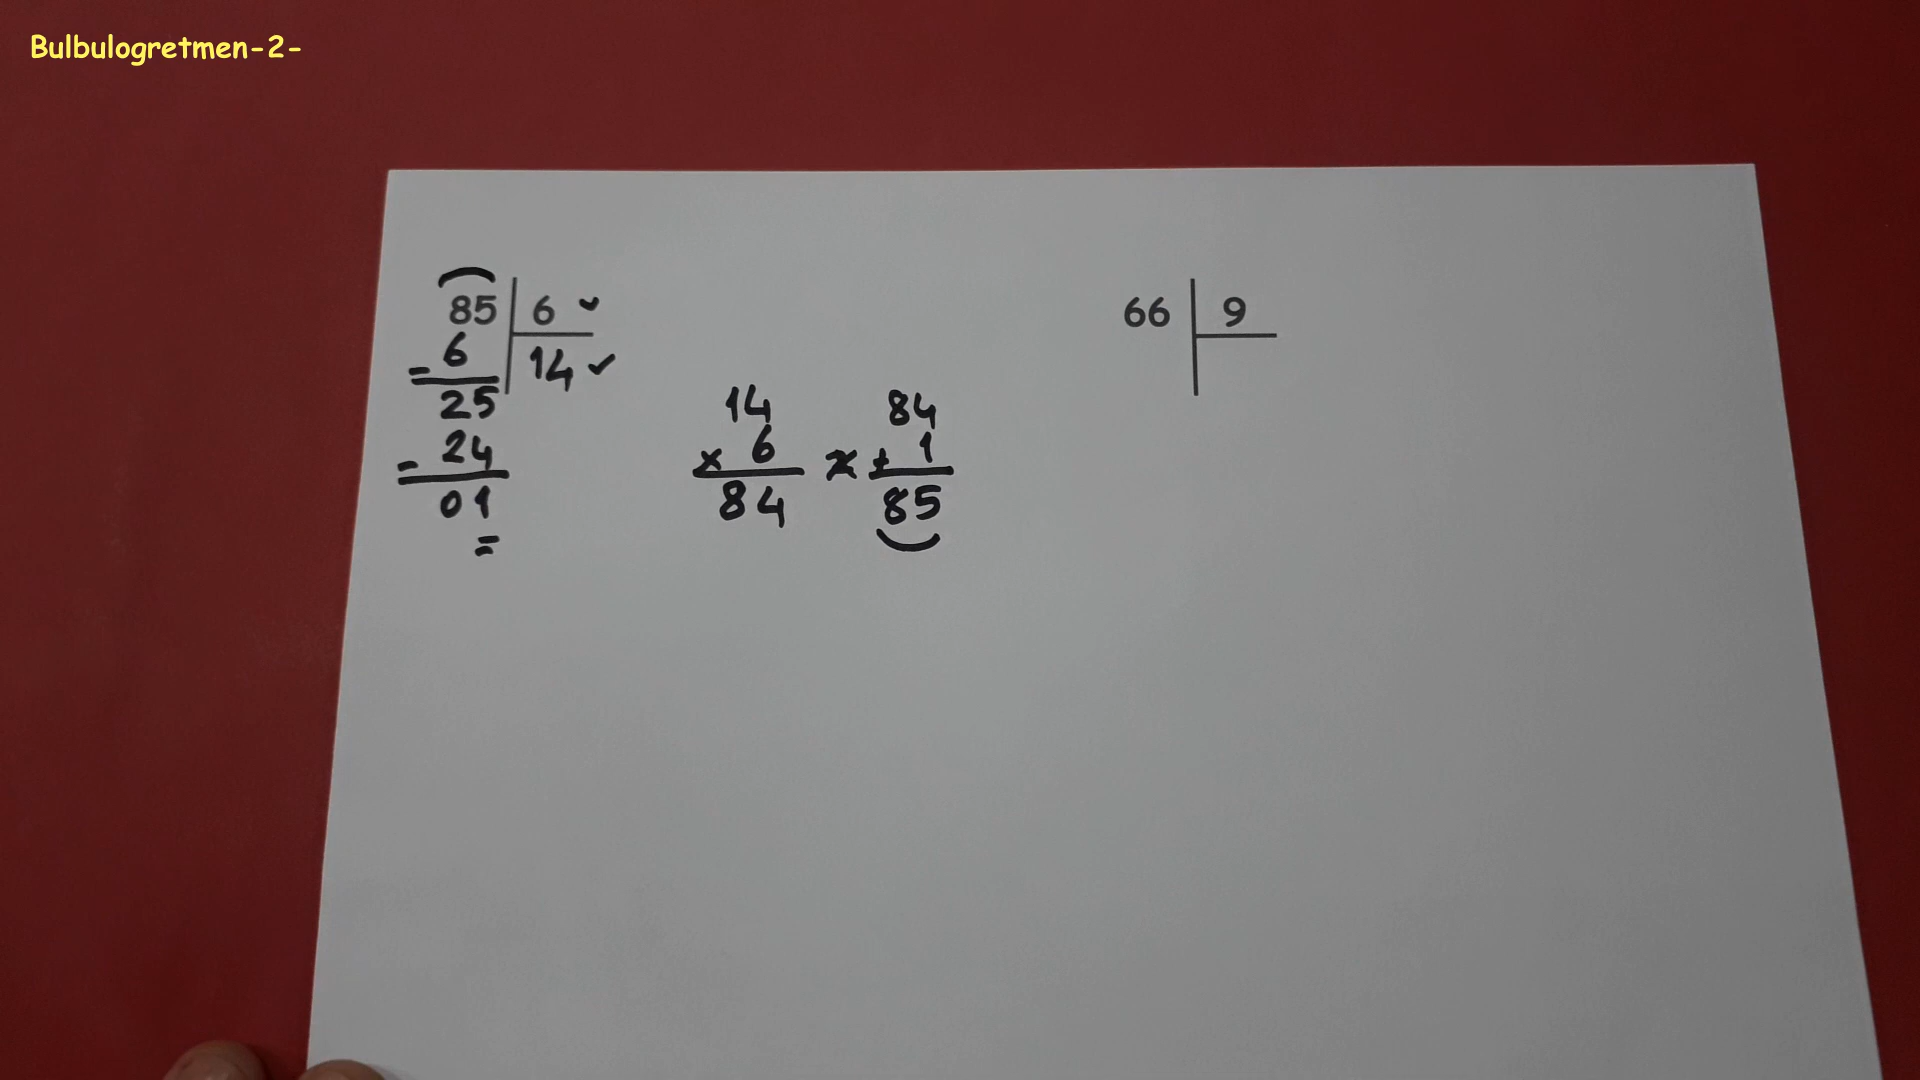 Bulbulogretmen-2-
85 | 6 ✓
- 6 | 14 ✓
25
- 24
01
=
14
x 6
84
x
84
+ 1
85
66 | 9